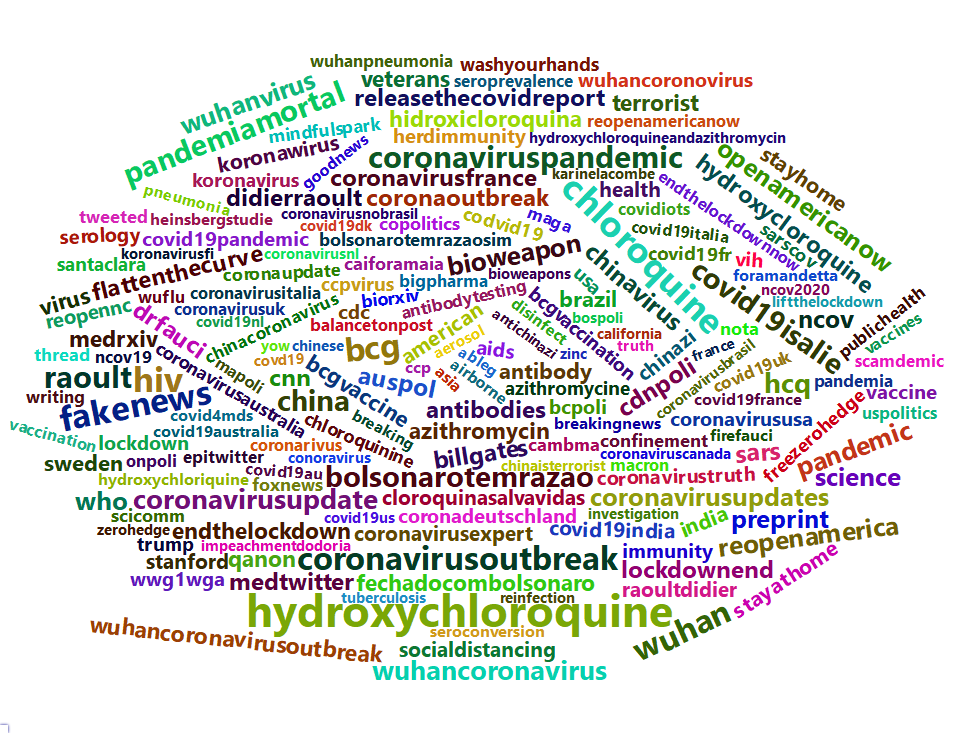 wuhanpneumonia
washyourhands
wuhanvirus
veterans
seroprevalence
wuhancoronovirus
pandemiamortal
releasethecovidreport
terrorist
mindfulspark
hidroxicloroquina
reopenamericanow
koronawirus
goodnews
herdimmunity
hydroxychloroquineandazithromycin
openamericanow
stayhome
koronavirus
coronavirusfrance
coronaviruspandemic
karinelacombe
endthelockdownnow
hydroxycloroquine
pneumonia
didierraoult
coronaoutbreak
chloroquine
health
sarscov2
tweeted
heinsbergstudie
coronavirusnobrasil
covid19dk
copolitics
codvid19
maga
covidiots
serology
covid19pandemic
bolsonarotemrazaosim
covid19italia
koronavirusfi
coronavirusnl
caiforamaia
bioweapon
chinavirus
covid19fr
vih
santaclara
flattenthecurve
coronaupdate
ccpvirus
bigpharma
bioweapons
usa
covid19isalie
foramandetta
virus
wuflu
coronavirusitalia
biorxiv
antibodytesting
bcgvaccination
brazil
ncov2020
liftthelockdown
reopennc
drfauci
coronavirusuk
chinacoronavirus
cdc
disinfect
bospoli
publichealth
covid19nl
balancetonpost
american
aerosol
antichinazi
california
nota
ncov
vaccines
medrxiv
yow
chinese
bcg
truth
chinazi
france
thread
ncov19
coronavirusaustralia
covid19
ccp
ableg
aids
zinc
coronavirusbrasil
covid19uk
scamdemic
raoult
hiv
mapoli
cnn
bcgvaccine
auspol
asia
airborne
antibody
azithromycine
cdnpoli
hcq
pandemia
writing
fakenews
covid4mds
china
breaking
antibodies
bcpoli
covid19france
freezerohedge
vaccine
vaccination
lockdown
covid19australia
chloroquinine
azithromycin
breakingnews
coronavirususa
uspolitics
coronarivus
billgates
cambma
confinement
firefauci
pandemic
sweden
onpoli
epitwitter
conoravirus
chinaisterrorist
macron
coronaviruscanada
sars
hydroxychloriquine
covid19au
foxnews
bolsonarotemrazao
coronavirustruth
science
who
coronavirusupdate
cloroquinasalvavidas
coronavirusupdates
scicomm
covid19us
coronadeutschland
investigation
india
preprint
zerohedge
endthelockdown
coronavirusexpert
covid19india
reopenamerica
trump
impeachmentdodoria
immunity
stanford
qanon
coronavirusoutbreak
lockdownend
wwg1wga
medtwitter
fechadocombolsonaro
raoultdidier
stayathome
tuberculosis
reinfection
hydroxychloroquine
wuhan
wuhancoronavirusoutbreak
seroconversion
socialdistancing
wuhancoronavirus